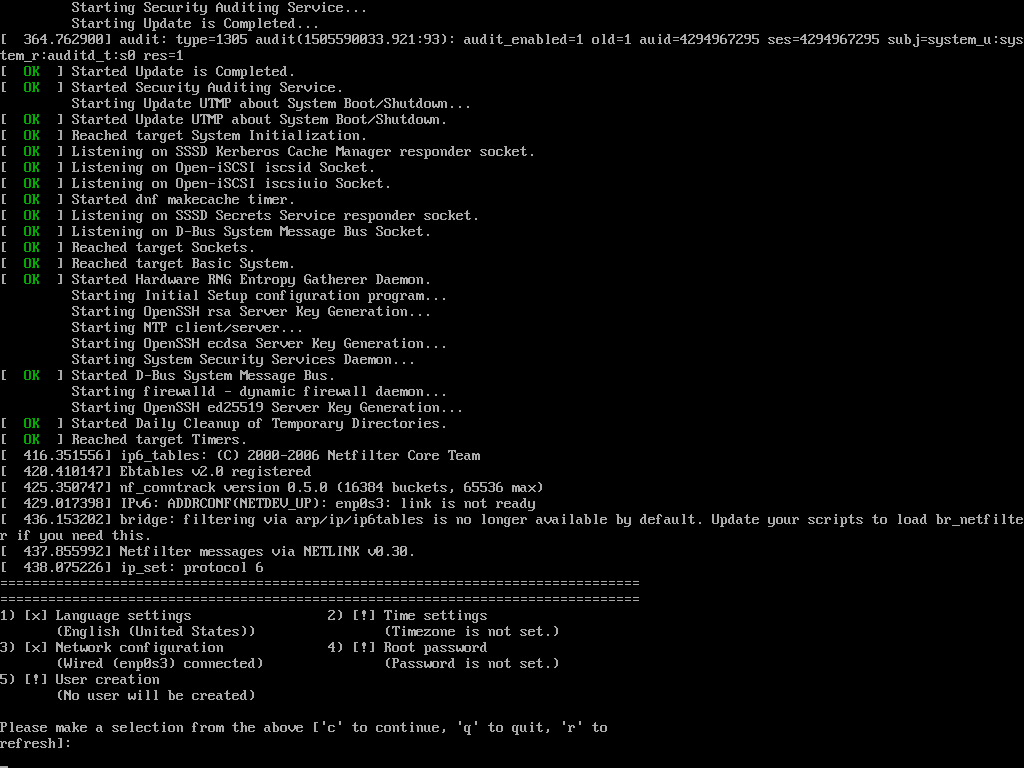 Starting Security Auditing Service...
Starting Update is Completed...
[  364.762900] audit: type=1305 audit(1505590033.921:93): audit_enabled=1 old=1 auid=4294967295 ses=4294967295 subj=system_u:sys
tem_r:auditd_t:s0 res=1
[  OK  ] Started Update is Completed.
[  OK  ] Started Security Auditing Service.
Starting Update UTMP about System Boot/Shutdown...
[  OK  ] Started Update UTMP about System Boot/Shutdown.
[  OK  ] Reached target System Initialization.
[  OK  ] Listening on SSSD Kerberos Cache Manager responder socket.
[  OK  ] Listening on Open-iSCSI iscsid Socket.
[  OK  ] Listening on Open-iSCSI iscsiuio Socket.
[  OK  ] Started dnf makecache timer.
[  OK  ] Listening on SSSD Secrets Service responder socket.
[  OK  ] Listening on D-Bus System Message Bus Socket.
[  OK  ] Reached target Sockets.
[  OK  ] Reached target Basic System.
[  OK  ] Started Hardware RNG Entropy Gatherer Daemon.
Starting Initial Setup configuration program...
Starting OpenSSH rsa Server Key Generation...
Starting NTP client/server...
Starting OpenSSH ecdsa Server Key Generation...
Starting System Security Services Daemon...
[  OK  ] Started D-Bus System Message Bus.
Starting firewalld - dynamic firewall daemon...
Starting OpenSSH ed25519 Server Key Generation...
[  OK  ] Started Daily Cleanup of Temporary Directories.
[  OK  ] Reached target Timers.
[  416.351556] ip6_tables: (C) 2000-2006 Netfilter Core Team
[  420.410147] Ebtables v2.0 registered
[  425.350747] nf_conntrack version 0.5.0 (16384 buckets, 65536 max)
[  429.017398] IPv6: ADDRCONF(NETDEV_UP): enp0s3: link is not ready
[  436.153202] bridge: filtering via arp/ip/ip6tables is no longer available by default. Update your scripts to load br_netfilte
r if you need this.
[  437.855992] Netfilter messages via NETLINK v0.30.
[  438.075226] ip_set: protocol 6
================================================================================
================================================================================
1) [x] Language settings                 2) [!] Time settings
(English (United States))                (Timezone is not set.)
3) [x] Network configuration             4) [!] Root password
(Wired (enp0s3) connected)               (Password is not set.)
5) [!] User creation
(No user will be created)
Please make a selection from the above ['c' to continue, 'q' to quit, 'r' to
refresh]:
_